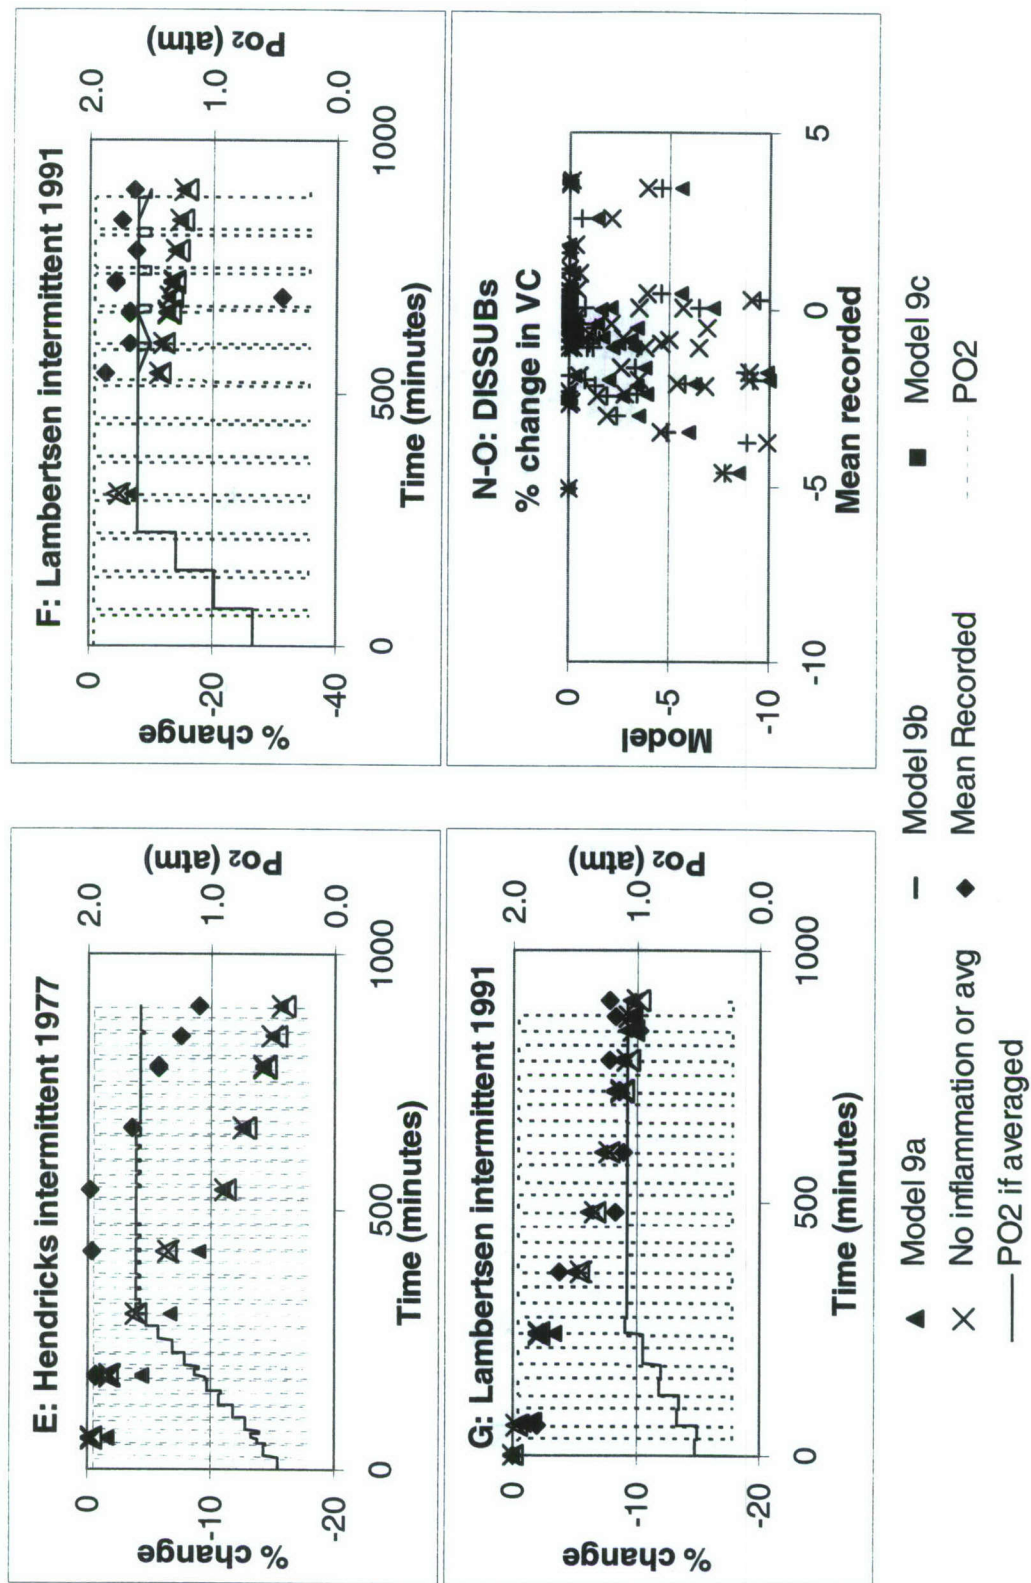 E: Hendricks intermittent 1977
% change
0
-10
-20
0
500
1000
Time (minutes)
2.0
1.0
0.0
Po2 (atm)
F: Lambertsen intermittent 1991
% change
0
-20
-40
0
500
1000
Time (minutes)
2.0
1.0
0.0
Po2 (atm)
G: Lambertsen intermittent 1991
% change
0
-10
-20
0
500
1000
Time (minutes)
2.0
1.0
0.0
Po2 (atm)
N-O: DISSUBs
% change in VC
Model
0
-5
-10
-10
-5
0
5
Mean recorded
Model 9a
Model 9b
Model 9c
No inflammation or avg
Mean Recorded
PO2
PO2 if averaged